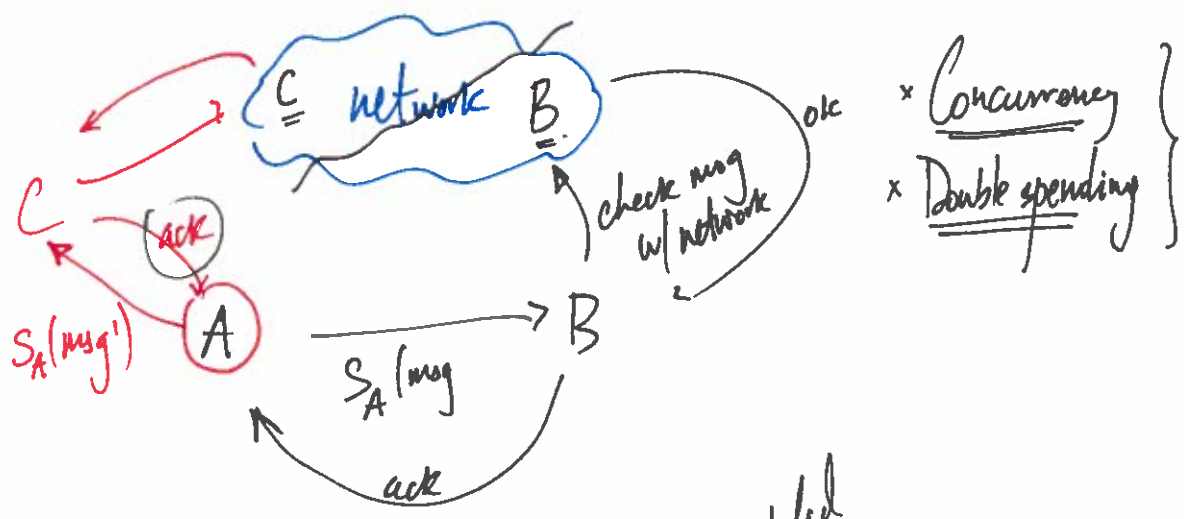 C network B.
ok
× Concurrency
× Double spending
check msg
w/ network
C
ack
A
B
S_A(msg')
S_A(msg
ack